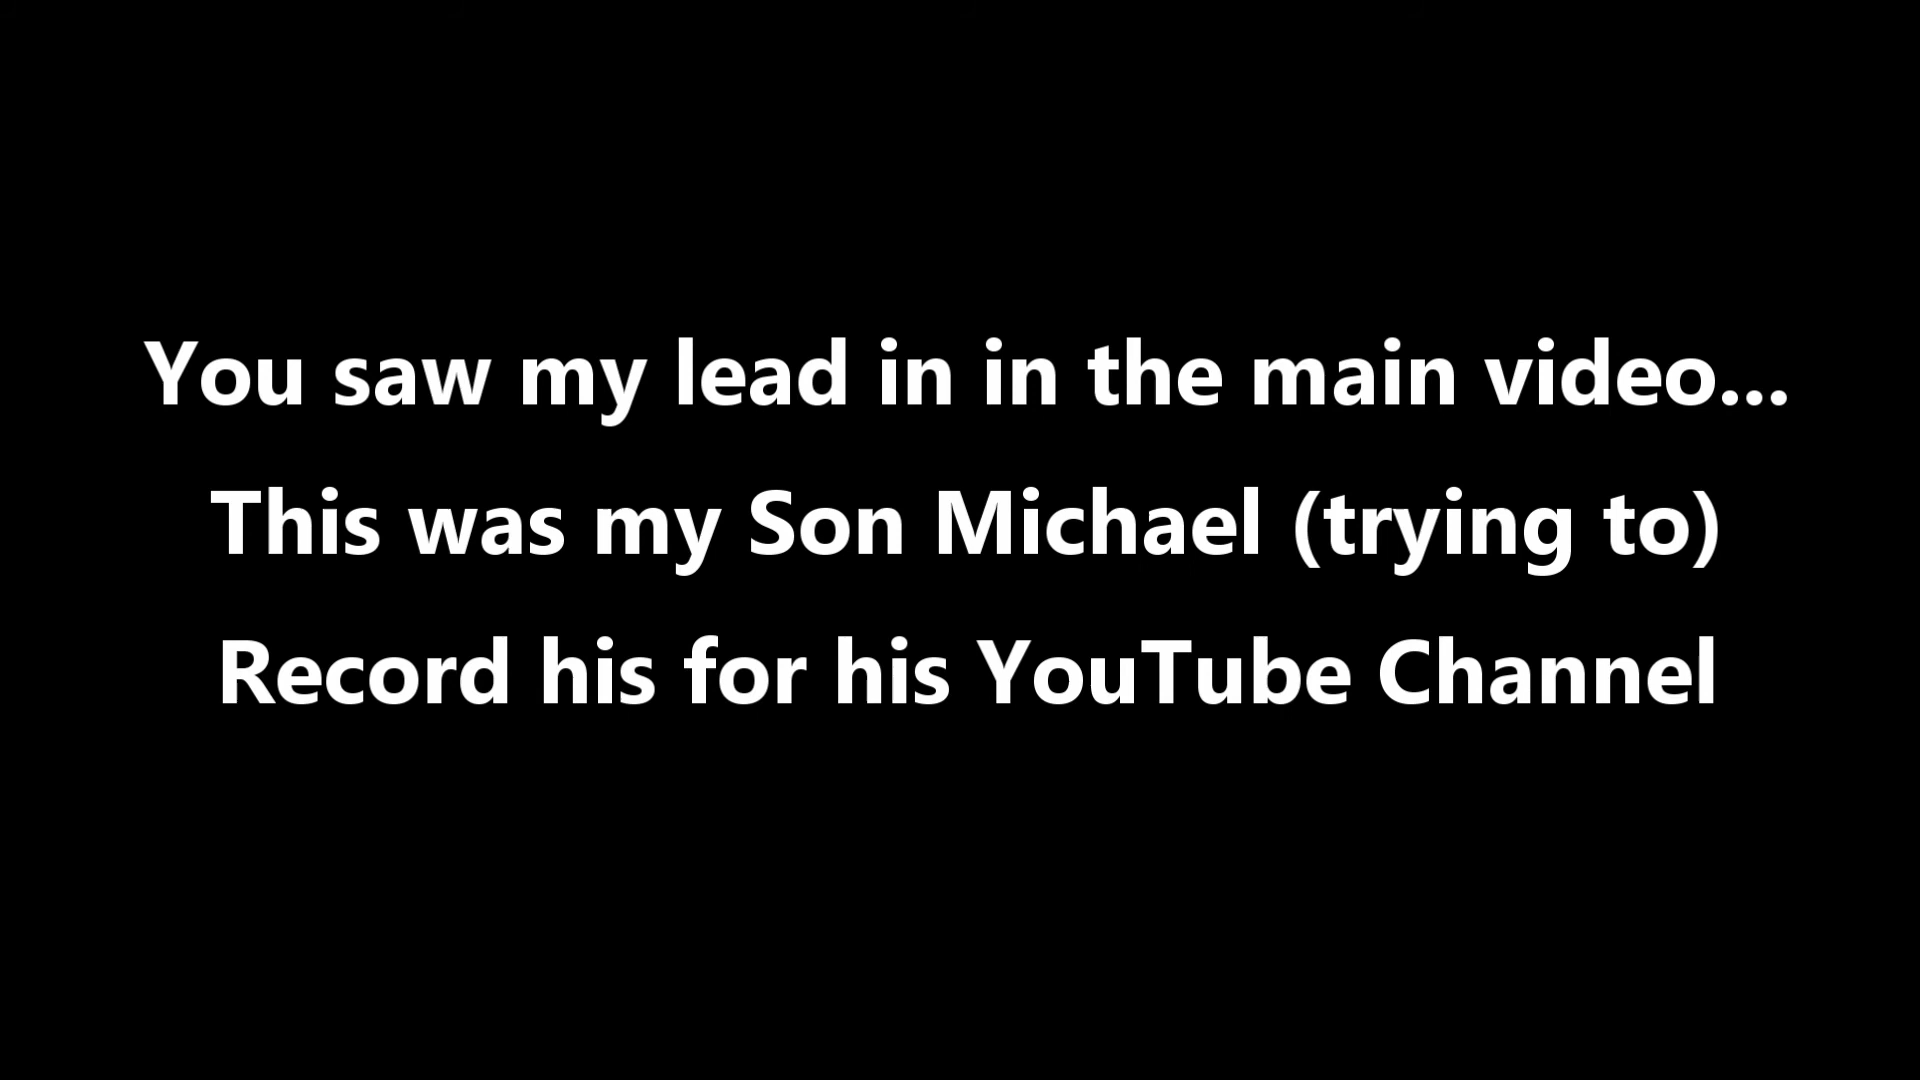 You saw my lead in in the main video...
This was my Son Michael (trying to)
Record his for his YouTube Channel